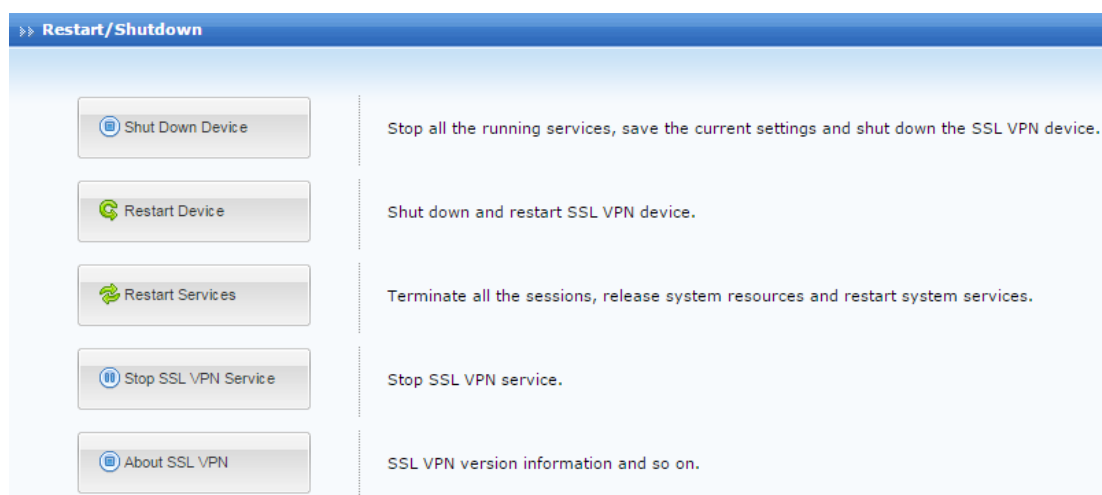 >> Restart/Shutdown
Shut Down Device
Stop all the running services, save the current settings and shut down the SSL VPN device.
Restart Device
Shut down and restart SSL VPN device.
Restart Services
Terminate all the sessions, release system resources and restart system services.
Stop SSL VPN Service
Stop SSL VPN service.
About SSL VPN
SSL VPN version information and so on.